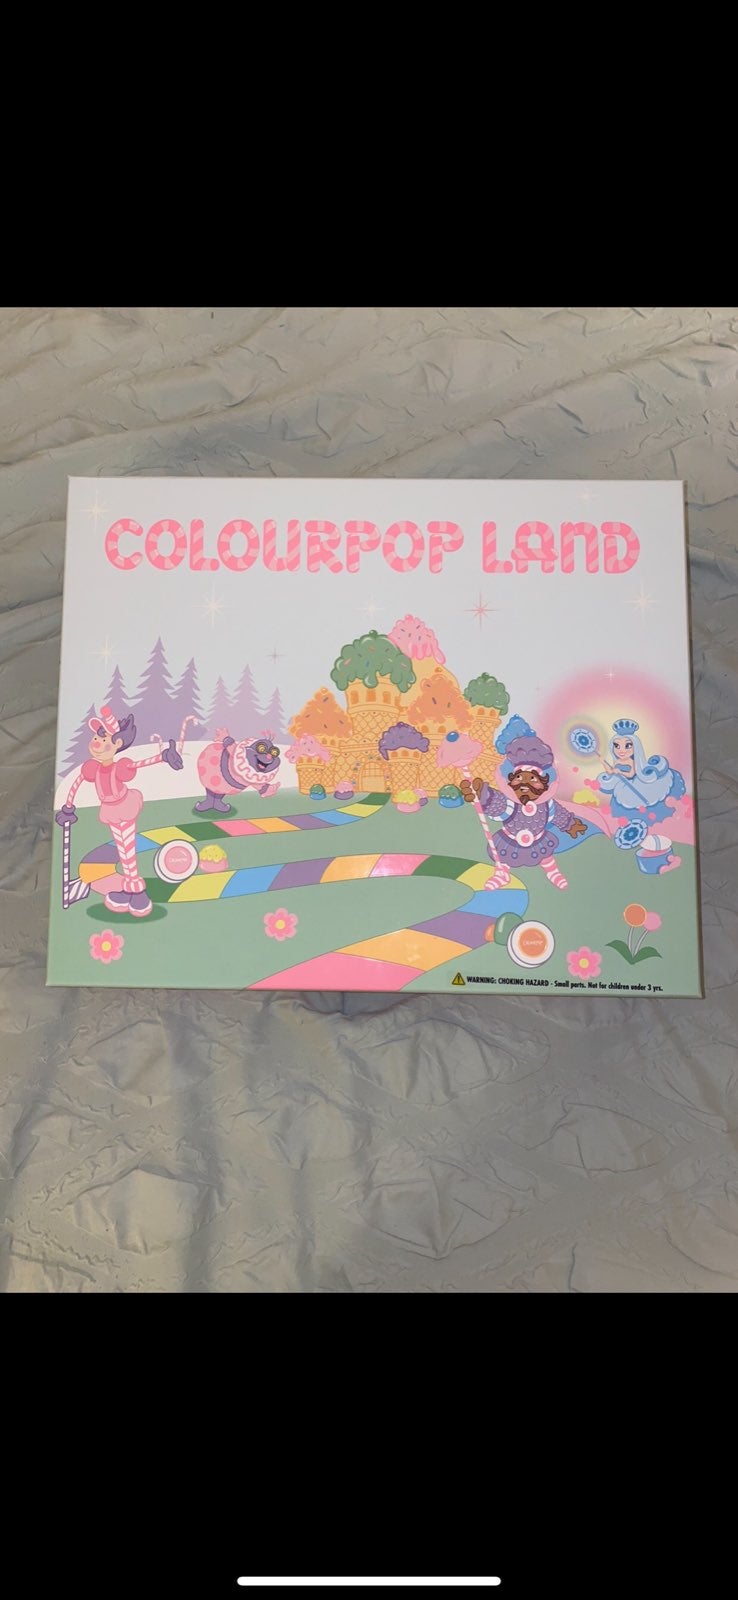 COLOURPOP LAND
WARNING: CHOKING HAZARD - Small parts. Not for children under 3 yrs.